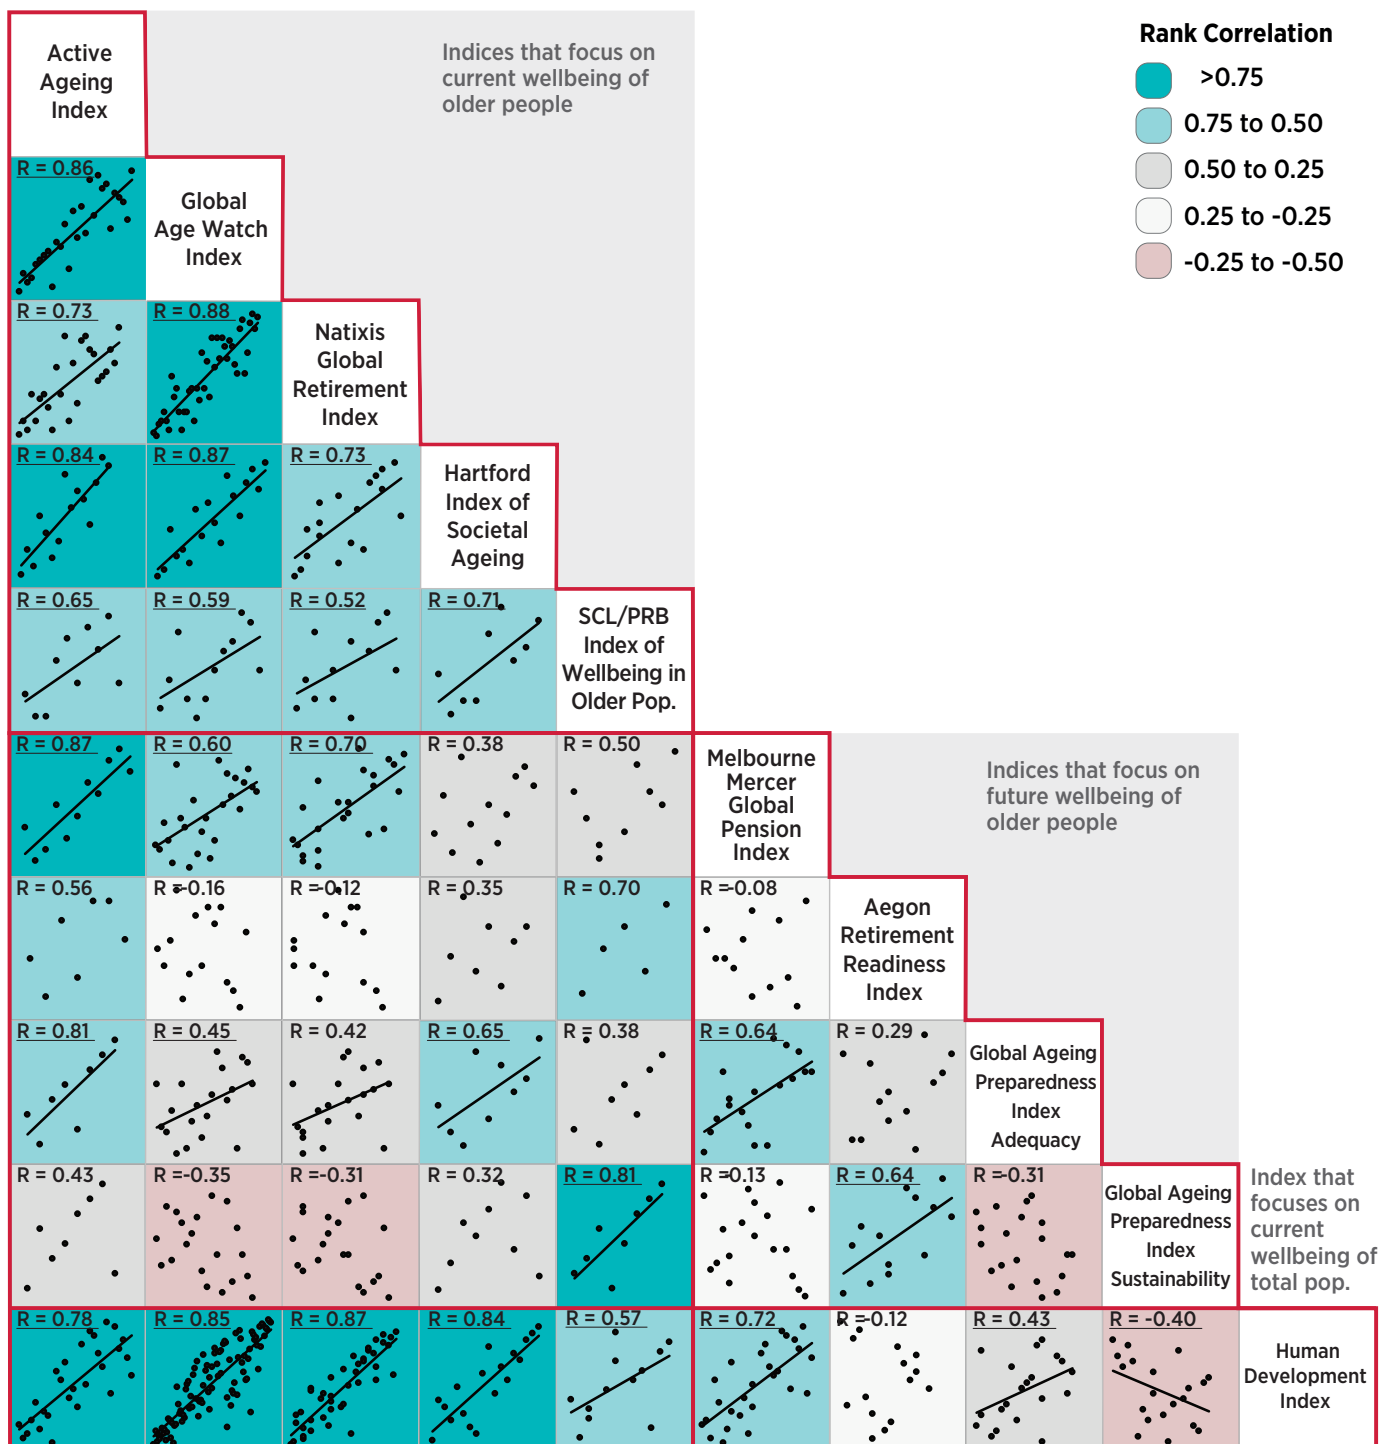 Active
Ageing
Index
Indices that focus on
current wellbeing of
older people
Rank Correlation
>0.75
0.75 to 0.50
0.50 to 0.25
0.25 to -0.25
-0.25 to -0.50
R = 0.86
Global
Age Watch
Index
R = 0.73
R = 0.88
Natixis
Global
Retirement
Index
R = 0.84
R = 0.87
R = 0.73
Hartford
Index of
Societal
Ageing
R = 0.65
R = 0.59
R = 0.52
R = 0.71
SCL/PRB
Index of
Wellbeing in
Older Pop.
R = 0.87
R = 0.60
R = 0.70
R = 0.38
R = 0.50
Melbourne
Mercer
Global
Pension
Index
Indices that focus on
future wellbeing of
older people
R = 0.56
R =-0.16
R =-0.12
R = 0.35
R = 0.70
R =-0.08
Aegon
Retirement
Readiness
Index
R = 0.81
R = 0.45
R = 0.42
R = 0.65
R = 0.38
R = 0.64
R = 0.29
Global Ageing
Preparedness
Index
Adequacy
R = 0.43
R =-0.35
R =-0.31
R = 0.32
R = 0.81
R =-0.13
R = 0.64
R =-0.31
Global Ageing
Preparedness
Index
Sustainability
Index that
focuses on
current
wellbeing of
total pop.
R = 0.78
R = 0.85
R = 0.87
R = 0.84
R = 0.57
R = 0.72
R =-0.12
R = 0.43
R = -0.40
Human
Development
Index